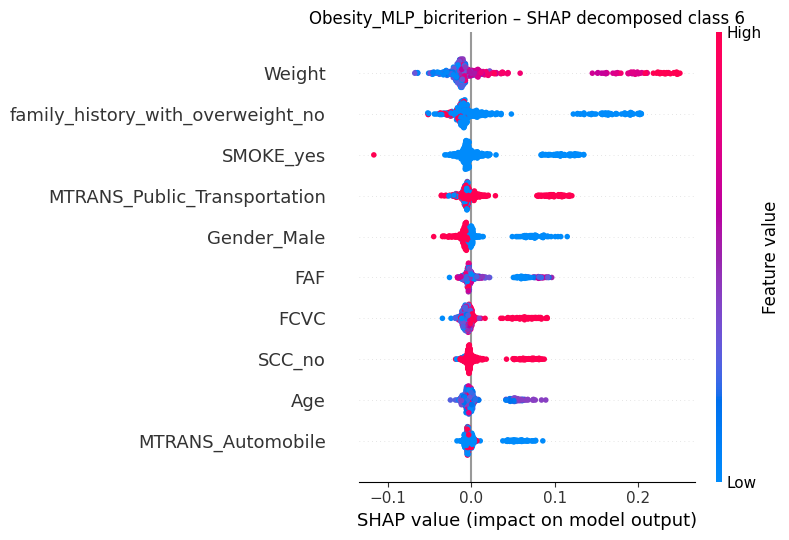 Obesity_MLP_bicriterion – SHAP decomposed class 6
High
Weight
family_history_with_overweight_no
SMOKE_yes
MTRANS_Public_Transportation
Gender_Male
FAF
FCVC
SCC_no
Age
MTRANS_Automobile
Feature value
Low
−0.1 0.0 0.1 0.2
SHAP value (impact on model output)